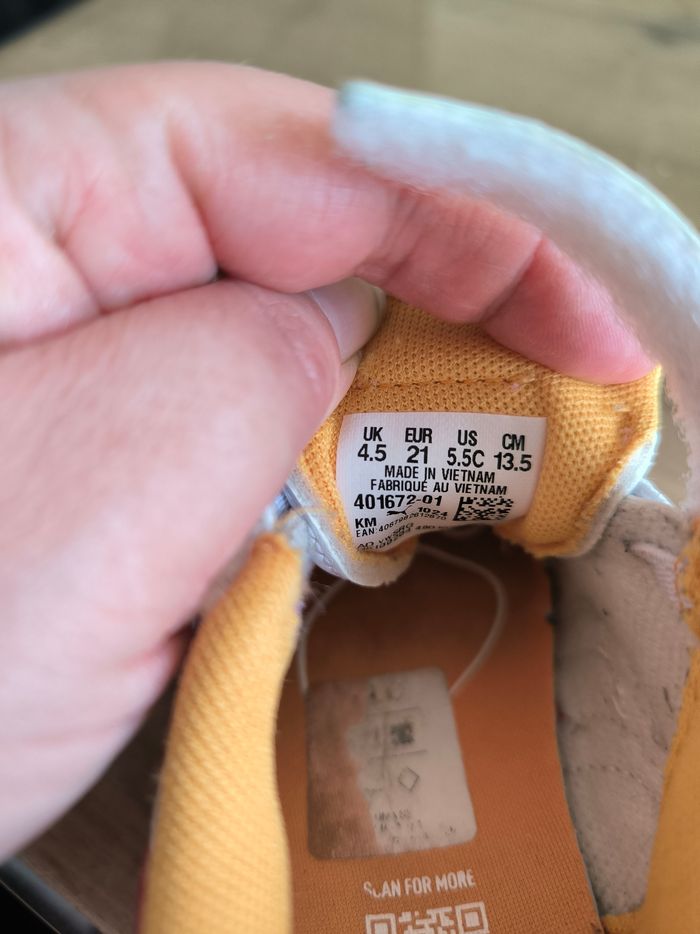 UK EUR US CM
4.5 21 5.5C 13.5
MADE IN VIETNAM
FABRIQUÉ AU VIETNAM
401672-01
KM 1024
SCAN FOR MORE